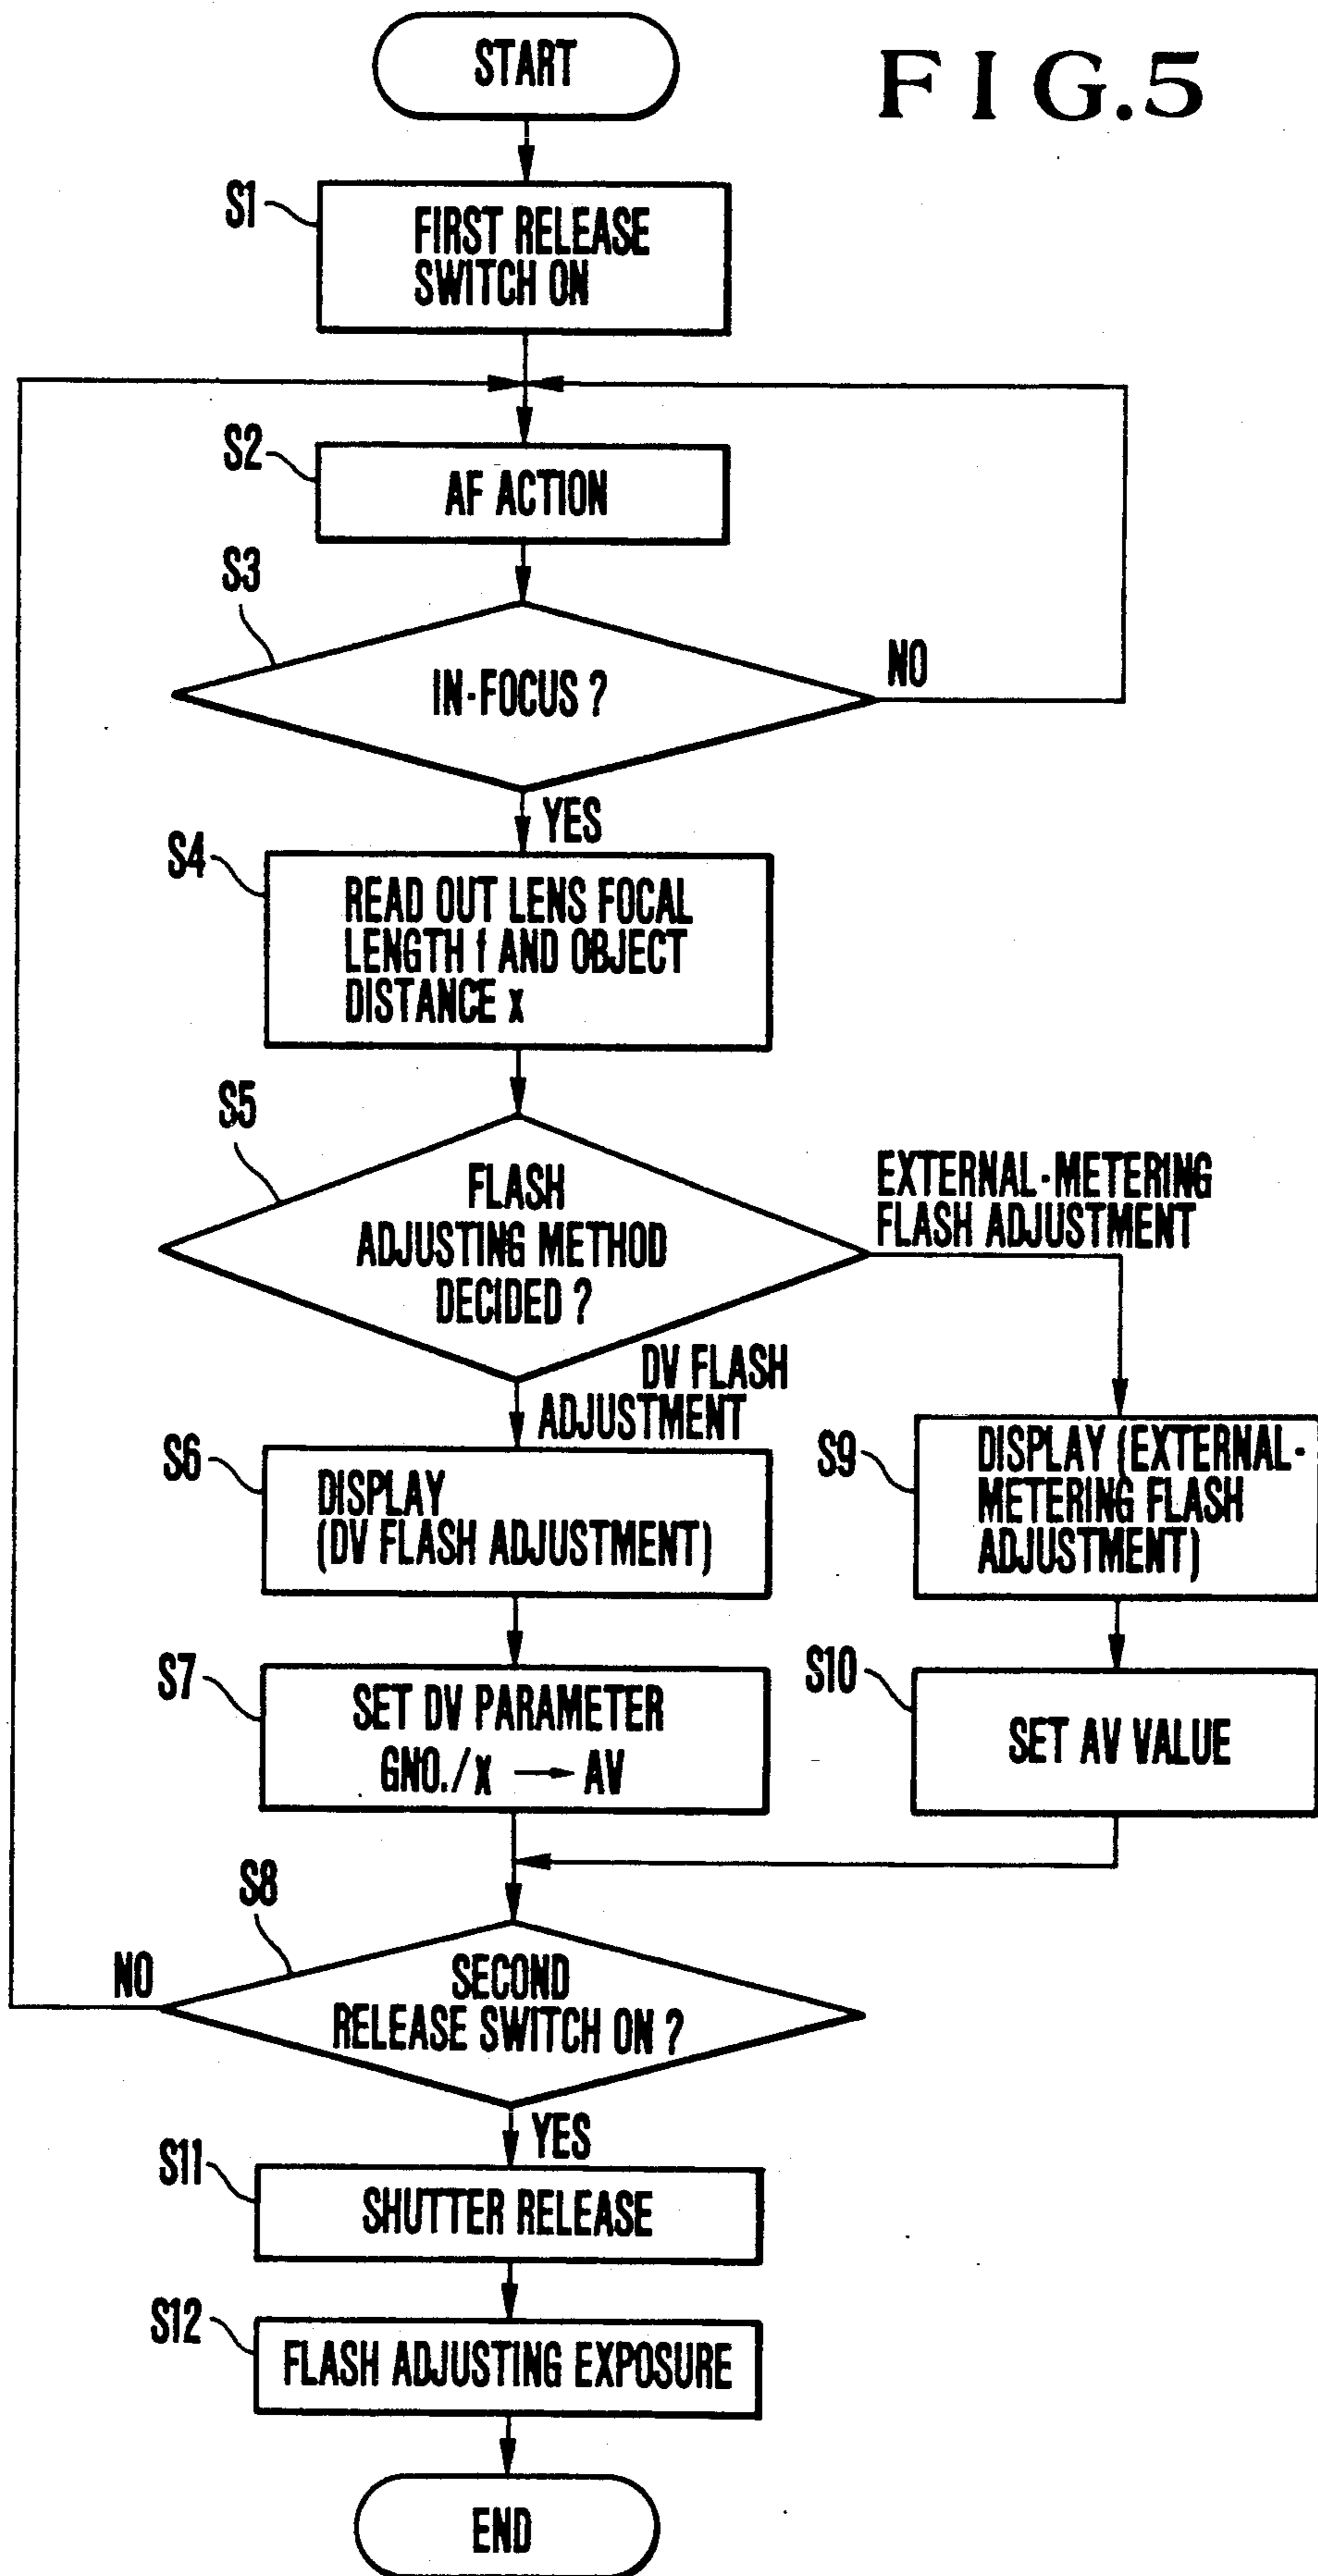 START
FIG.5
S1
FIRST RELEASE
SWITCH ON
S2
AF ACTION
S3
IN-FOCUS ?
NO
YES
S4
READ OUT LENS FOCAL
LENGTH f AND OBJECT
DISTANCE x
S5
FLASH
ADJUSTING METHOD
DECIDED ?
EXTERNAL-METERING
FLASH ADJUSTMENT
DV FLASH
ADJUSTMENT
S6
DISPLAY
(DV FLASH ADJUSTMENT)
S9
DISPLAY (EXTERNAL-
METERING FLASH
ADJUSTMENT)
S7
SET DV PARAMETER
GNO./x → AV
S10
SET AV VALUE
S8
NO
SECOND
RELEASE SWITCH ON ?
YES
S11
SHUTTER RELEASE
S12
FLASH ADJUSTING EXPOSURE
END